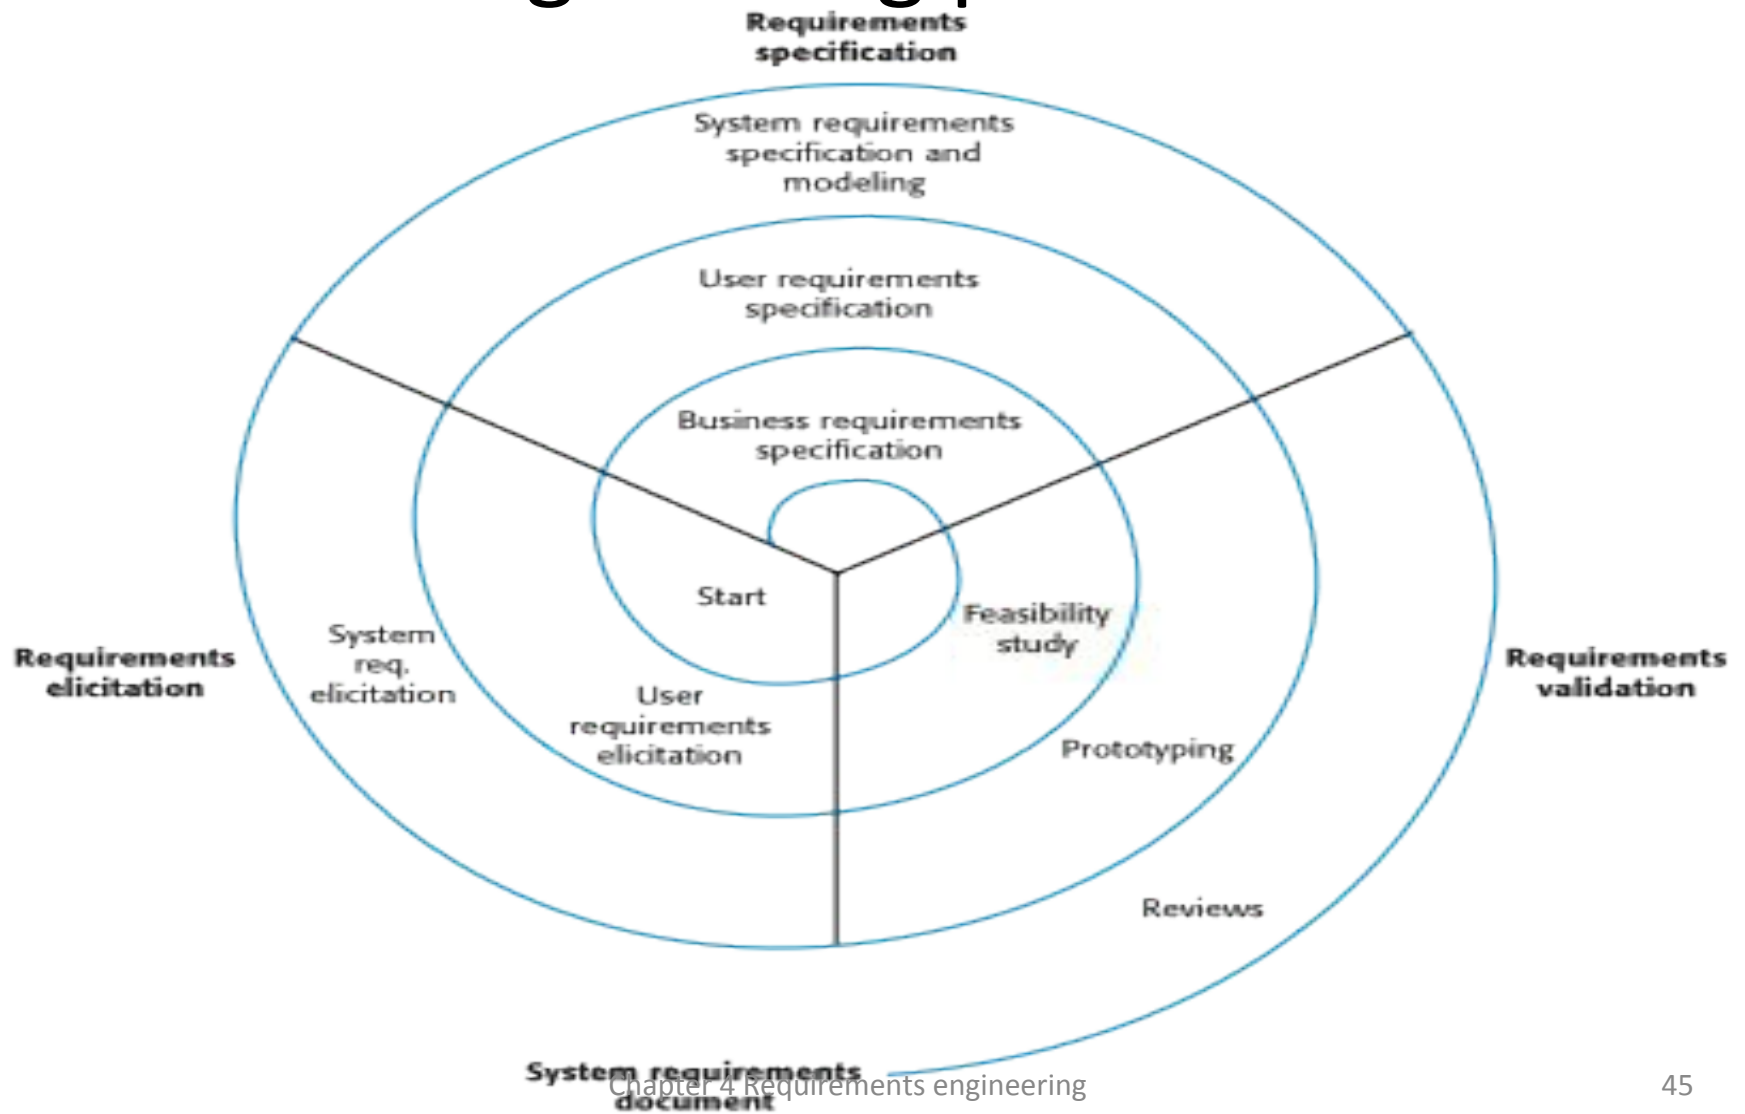 Requirements
specification
System requirements
specification and
modeling
User requirements
specification
Business requirements
specification
Start
Feasibility
study
System
req.
elicitation
Requirements
elicitation
Requirements
validation
User
requirements
elicitation
Prototyping
Reviews
System requirements
document
Chapter 4 Requirements engineering
45